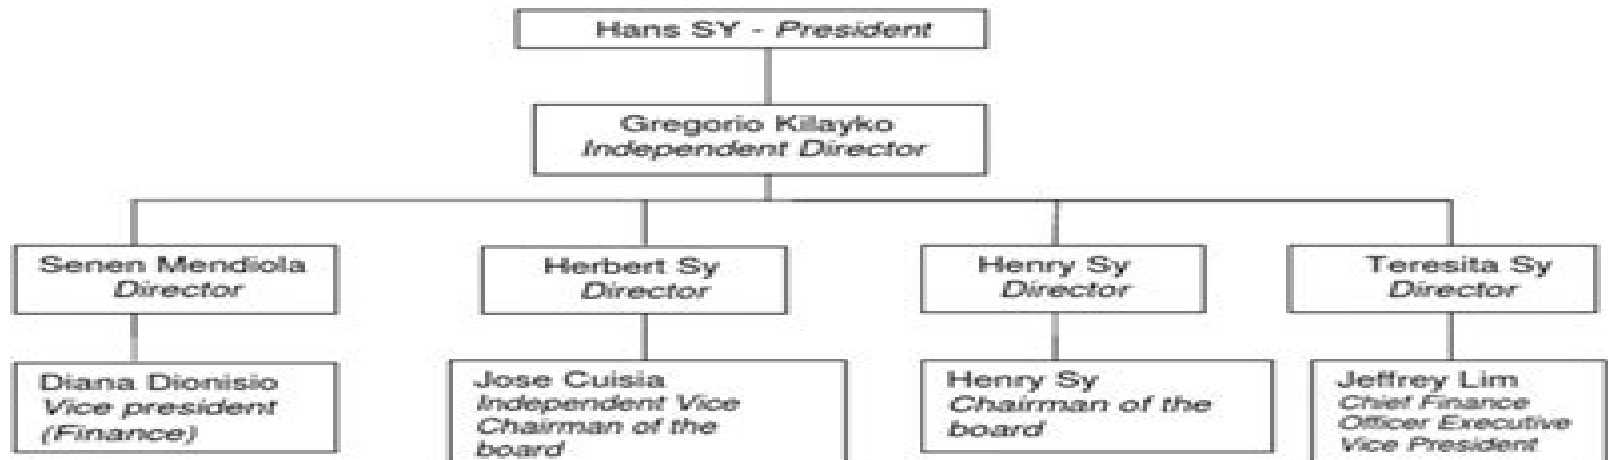 Hans SY - President
Gregorio Kilayko
Independent Director
Senen Mendiola
Director
Herbert Sy
Director
Henry Sy
Director
Teresita Sy
Director
Diana Dionisio
Vice president
(Finance)
Jose Cuisia
Independent Vice
Chairman of the
board
Henry Sy
Chairman of the
board
Jeffrey Lim
Chief Finance
Officer Executive
Vice President